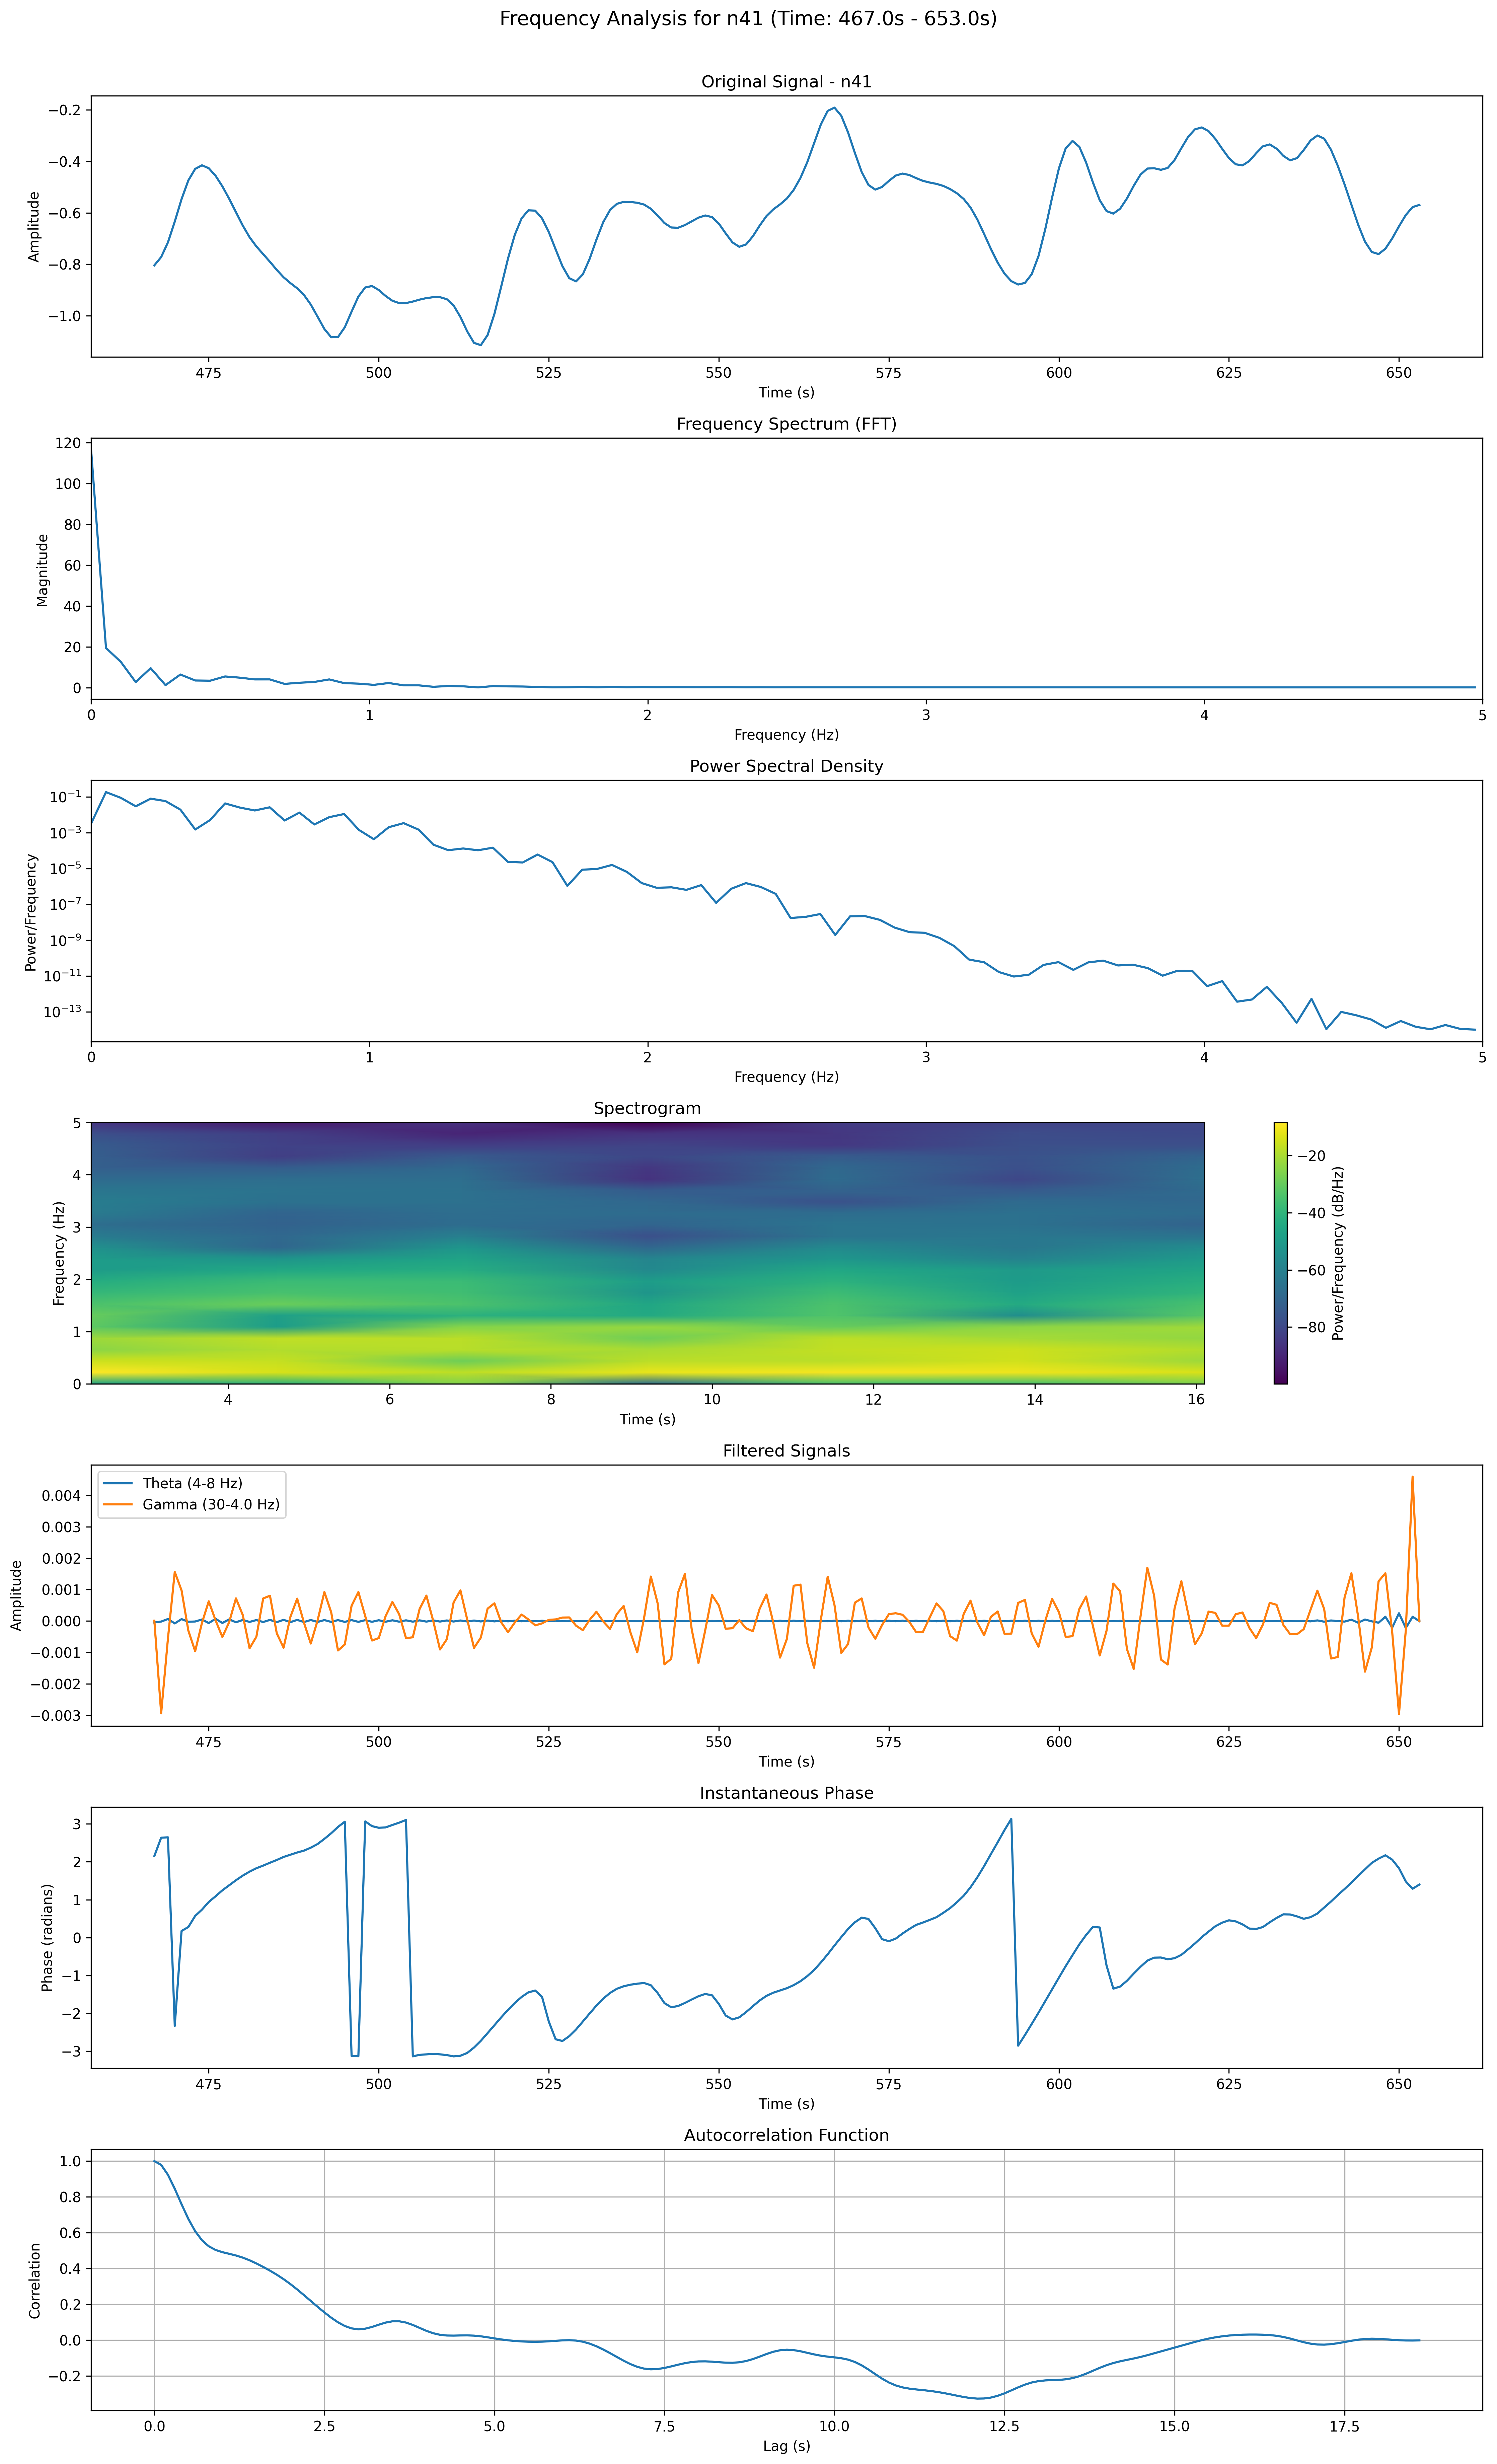 Frequency Analysis for n41 (Time: 467.0s - 653.0s)
Original Signal - n41
Amplitude
−0.2
−0.4
−0.6
−0.8
−1.0
475 500 525 550 575 600 625 650
Time (s)
Frequency Spectrum (FFT)
Magnitude
120
100
80
60
40
20
0
0 1 2 3 4 5
Frequency (Hz)
Power Spectral Density
Power/Frequency
10⁻¹
10⁻³
10⁻⁵
10⁻⁷
10⁻⁹
10⁻¹¹
10⁻¹³
0 1 2 3 4 5
Frequency (Hz)
Spectrogram
Frequency (Hz)
5
4
3
2
1
0
4 6 8 10 12 14 16
Time (s)
−20
−40
−60
−80
Power/Frequency (dB/Hz)
Filtered Signals
Theta (4-8 Hz)
Gamma (30-4.0 Hz)
Amplitude
0.004
0.003
0.002
0.001
0.000
−0.001
−0.002
−0.003
475 500 525 550 575 600 625 650
Time (s)
Instantaneous Phase
Phase (radians)
3
2
1
0
−1
−2
−3
475 500 525 550 575 600 625 650
Time (s)
Autocorrelation Function
Correlation
1.0
0.8
0.6
0.4
0.2
0.0
−0.2
0.0 2.5 5.0 7.5 10.0 12.5 15.0 17.5
Lag (s)